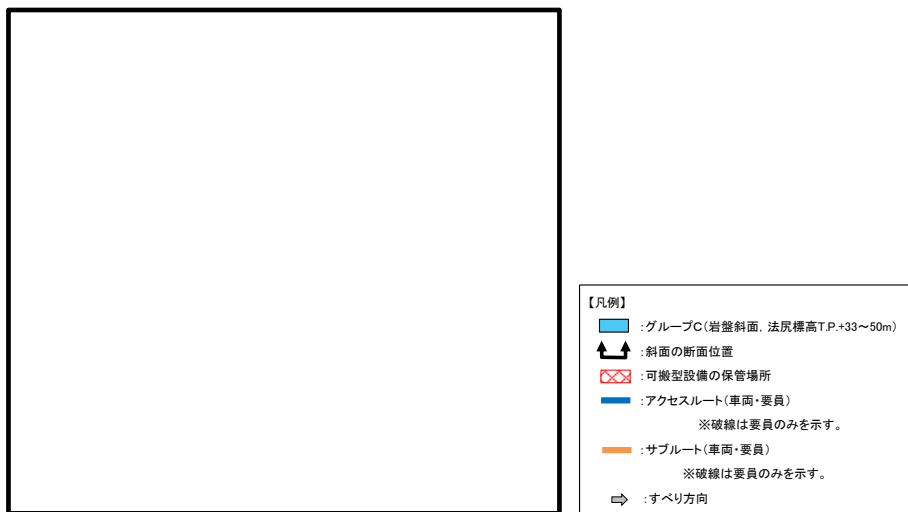 【凡例】
:グループC(岩盤斜面，法尻標高T.P.+33～50m)
:斜面の断面位置
:可搬型設備の保管場所
:アクセスルート(車両・要員)
※破線は要員のみを示す。
:サブルート(車両・要員)
※破線は要員のみを示す。
:すべり方向